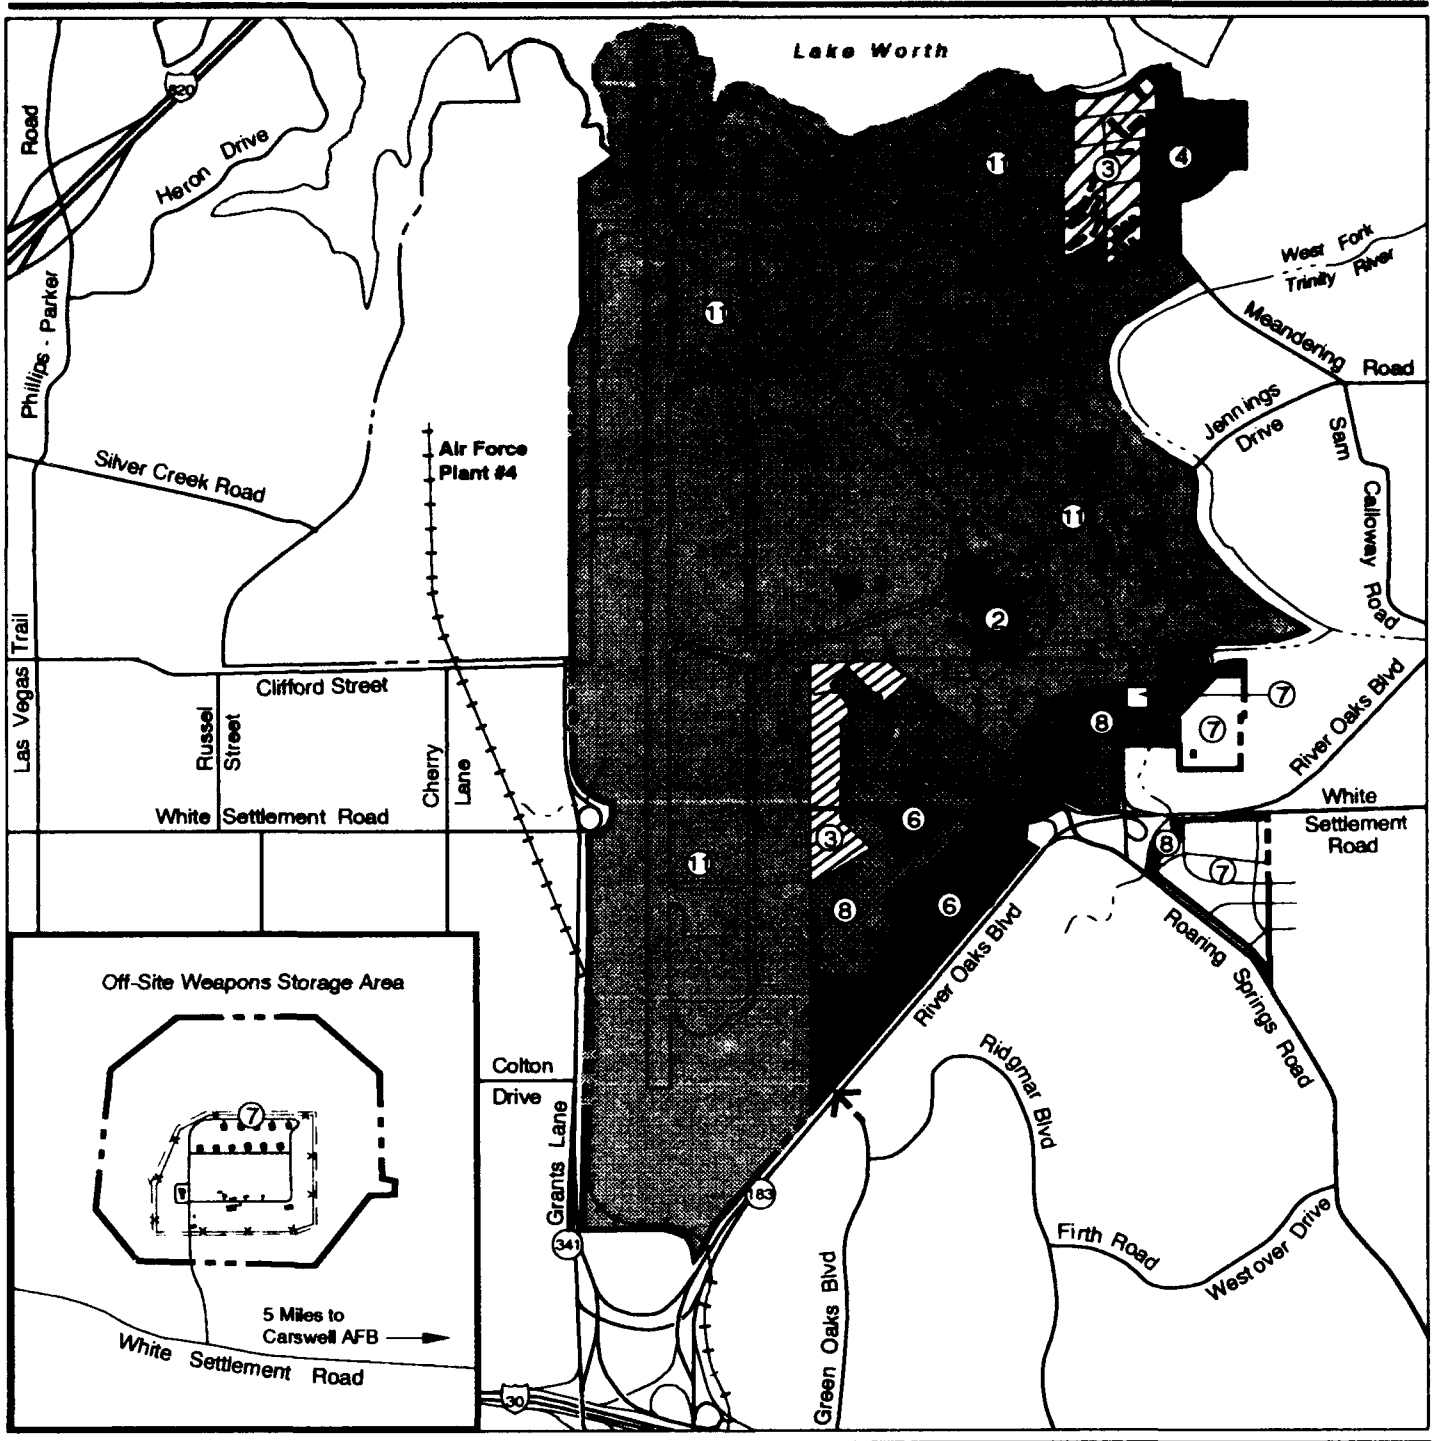 Lake Worth
820
Road
Heron Drive
11
3
4
West Fork
Trinity River
Phillips - Parker
11
Meandering
Road
Jennings
Drive
Sam
Calloway
Road
Air Force
Plant #4
Silver Creek Road
11
2
Las Vegas Trail
Clifford Street
Russel
Street
Cherry
Lane
8
7
7
River Oaks Blvd
White Settlement Road
White
Settlement
Road
3
6
8
11
7
8
6
River Oaks Blvd
Roaring Springs Road
Off-Site Weapons Storage Area
7
5 Miles to
Carswell AFB
White Settlement Road
Colton
Drive
Grants Lane
Ridgmar Blvd
183
341
Firth Road
Westover Drive
Green Oaks Blvd
30